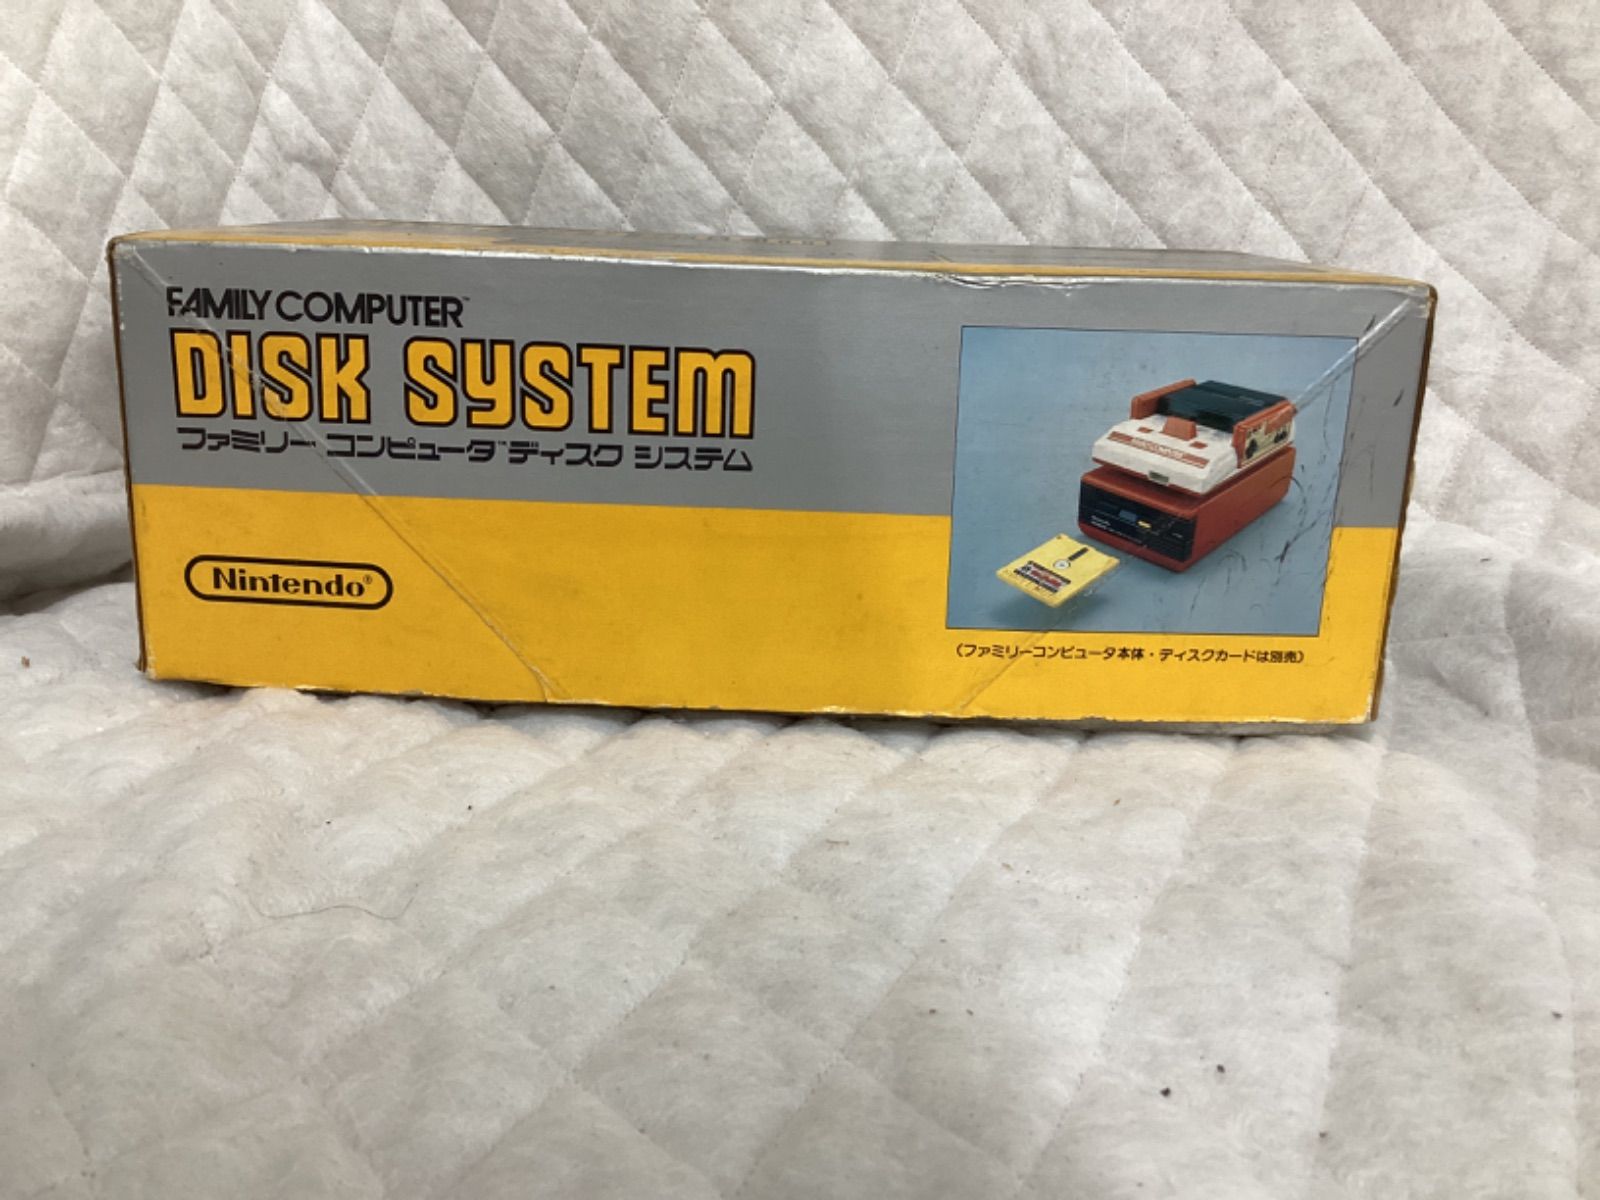 FAMILY COMPUTER™
DISK SYSTEM
ファミリー コンピュータ™ ディスク システム
Nintendo®
(ファミリーコンピュータ本体・ディスクカードは別売)